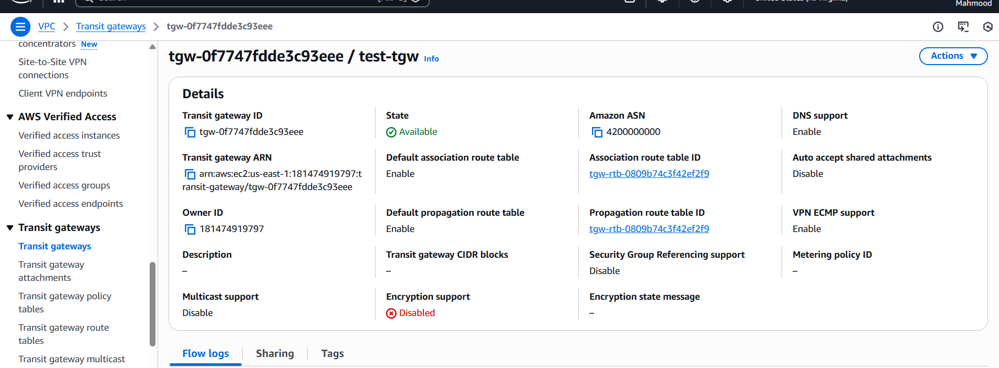 Mahmood
VPC > Transit gateways > tgw-0f7747fdde3c93eee
concentrators New
Site-to-Site VPN
connections
Client VPN endpoints
AWS Verified Access
Verified access instances
Verified access trust
providers
Verified access groups
Verified access endpoints
Transit gateways
Transit gateways
Transit gateway
attachments
Transit gateway policy
tables
Transit gateway route
tables
Transit gateway multicast
tgw-0f7747fdde3c93eee / test-tgw Info
Actions
Details
Transit gateway ID
tgw-0f7747fdde3c93eee
State
Available
Amazon ASN
4200000000
DNS support
Enable
Transit gateway ARN
arn:aws:ec2:us-east-1:181474919797:t
ransit-gateway/tgw-0f7747fdde3c93eee
Default association route table
Enable
Association route table ID
tgw-rtb-0809b74c3f42ef2f9
Auto accept shared attachments
Disable
Owner ID
181474919797
Default propagation route table
Enable
Propagation route table ID
tgw-rtb-0809b74c3f42ef2f9
VPN ECMP support
Enable
Description
–
Transit gateway CIDR blocks
–
Security Group Referencing support
Disable
Metering policy ID
–
Multicast support
Disable
Encryption support
Disabled
Encryption state message
–
Flow logs
Sharing
Tags